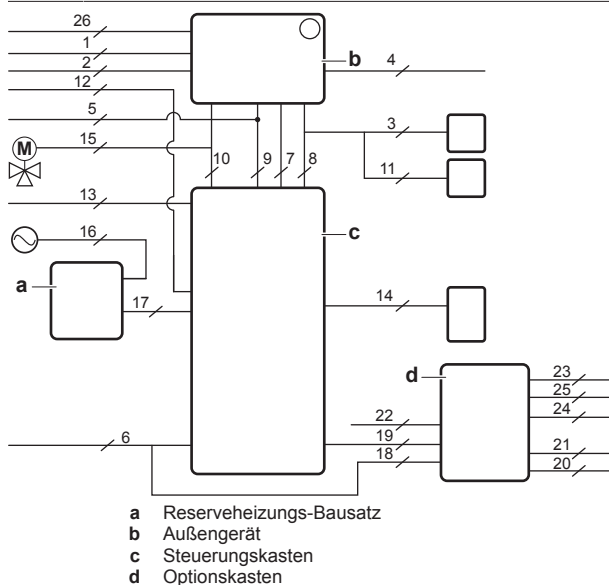 26
1
2
12
5
M
15
13
16
a
17
6
b
4
3
11
10
9
7
8
c
14
d
22
19
18
23
25
24
21
20
a Reserveheizungs-Bausatz
b Außengerät
c Steuerungskasten
d Optionskasten